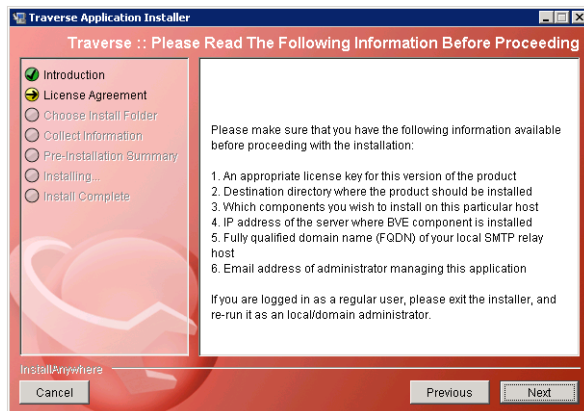 Traverse Application Installer
Traverse :: Please Read The Following Information Before Proceeding
Introduction
License Agreement
Choose Install Folder
Collect Information
Pre-Installation Summary
Installing...
Install Complete
Please make sure that you have the following information available
before proceeding with the installation:
1. An appropriate license key for this version of the product
2. Destination directory where the product should be installed
3. Which components you wish to install on this particular host
4. IP address of the server where BVE component is installed
5. Fully qualified domain name (FQDN) of your local SMTP relay
host
6. Email address of administrator managing this application
If you are logged in as a regular user, please exit the installer, and
re-run it as an local/domain administrator.
InstallAnywhere
Cancel
Previous
Next